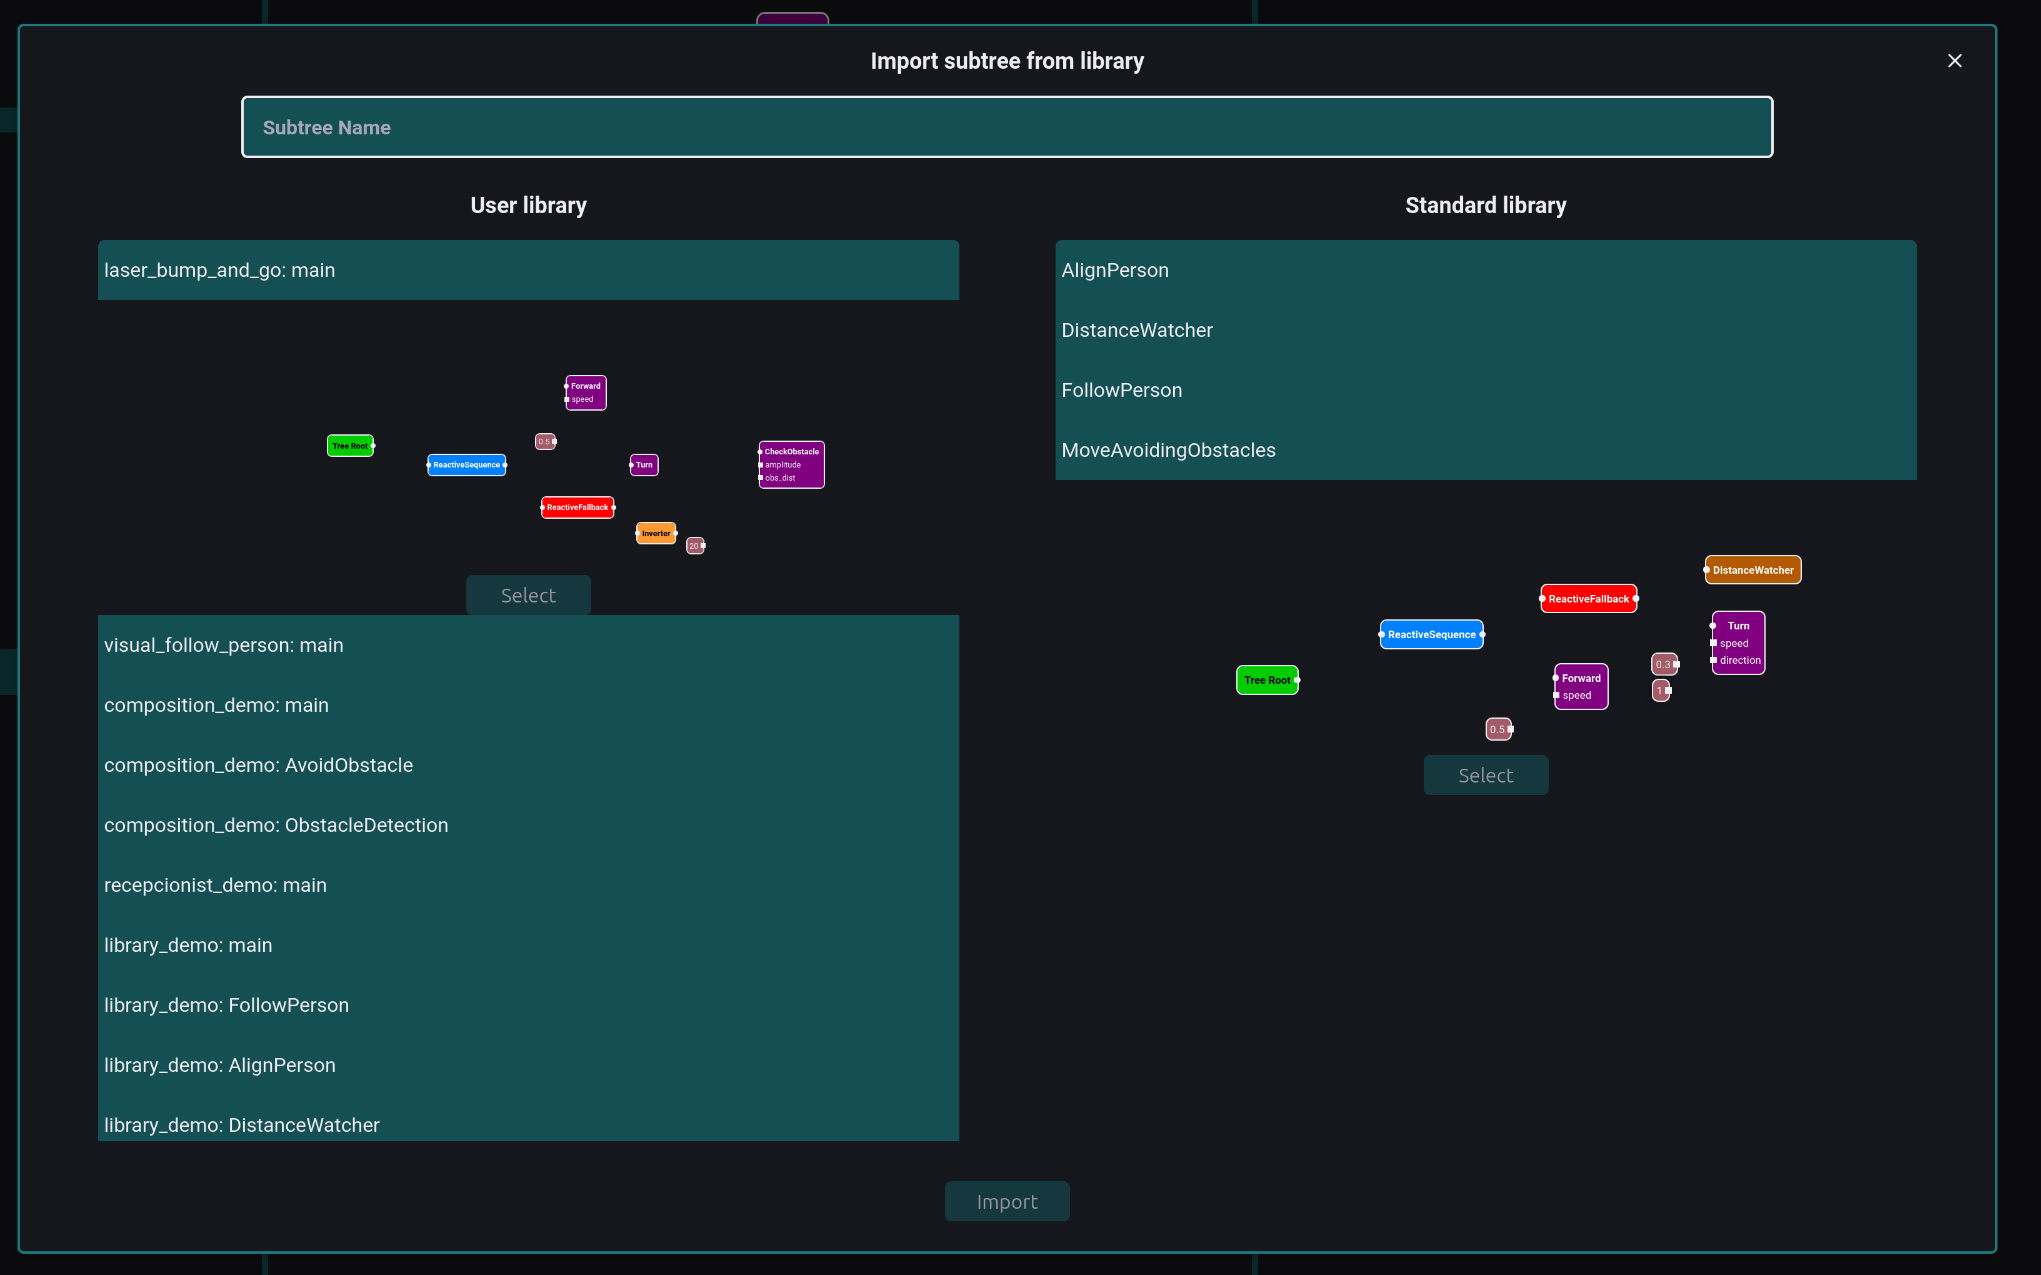 Import subtree from library
Subtree Name
User library
laser_bump_and_go: main
Forward
speed
Tree Root
0.5
ReactiveSequence
Turn
CheckObstacle
amplitude
obs_dist
ReactiveFallback
Inverter
20
Select
visual_follow_person: main
composition_demo: main
composition_demo: AvoidObstacle
composition_demo: ObstacleDetection
recepcionist_demo: main
library_demo: main
library_demo: FollowPerson
library_demo: AlignPerson
library_demo: DistanceWatcher
Standard library
AlignPerson
DistanceWatcher
FollowPerson
MoveAvoidingObstacles
DistanceWatcher
ReactiveFallback
Turn
speed
direction
ReactiveSequence
0.3
1
Tree Root
Forward
speed
0.5
Select
Import